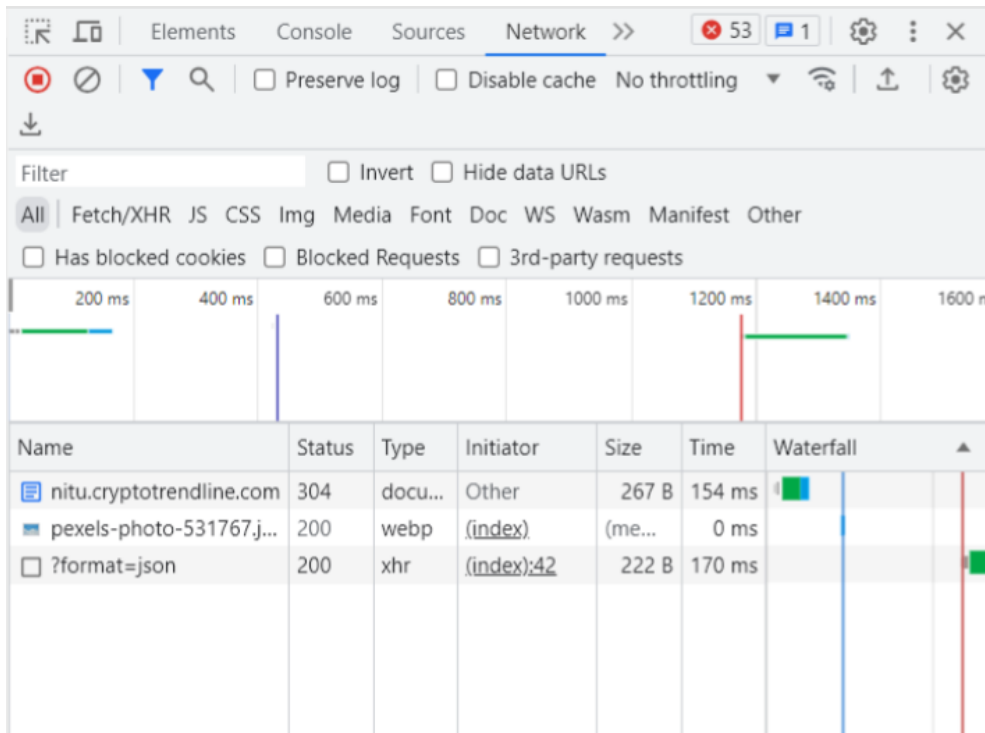 Elements Console Sources Network >> 53 1
Preserve log Disable cache No throttling
Filter Invert Hide data URLs
All Fetch/XHR JS CSS Img Media Font Doc WS Wasm Manifest Other
Has blocked cookies Blocked Requests 3rd-party requests
200 ms 400 ms 600 ms 800 ms 1000 ms 1200 ms 1400 ms 1600 m
Name Status Type Initiator Size Time Waterfall
nitu.cryptotrendline.com 304 docu... Other 267 B 154 ms
pexels-photo-531767.j... 200 webp (index) (me... 0 ms
?format=json 200 xhr (index):42 222 B 170 ms